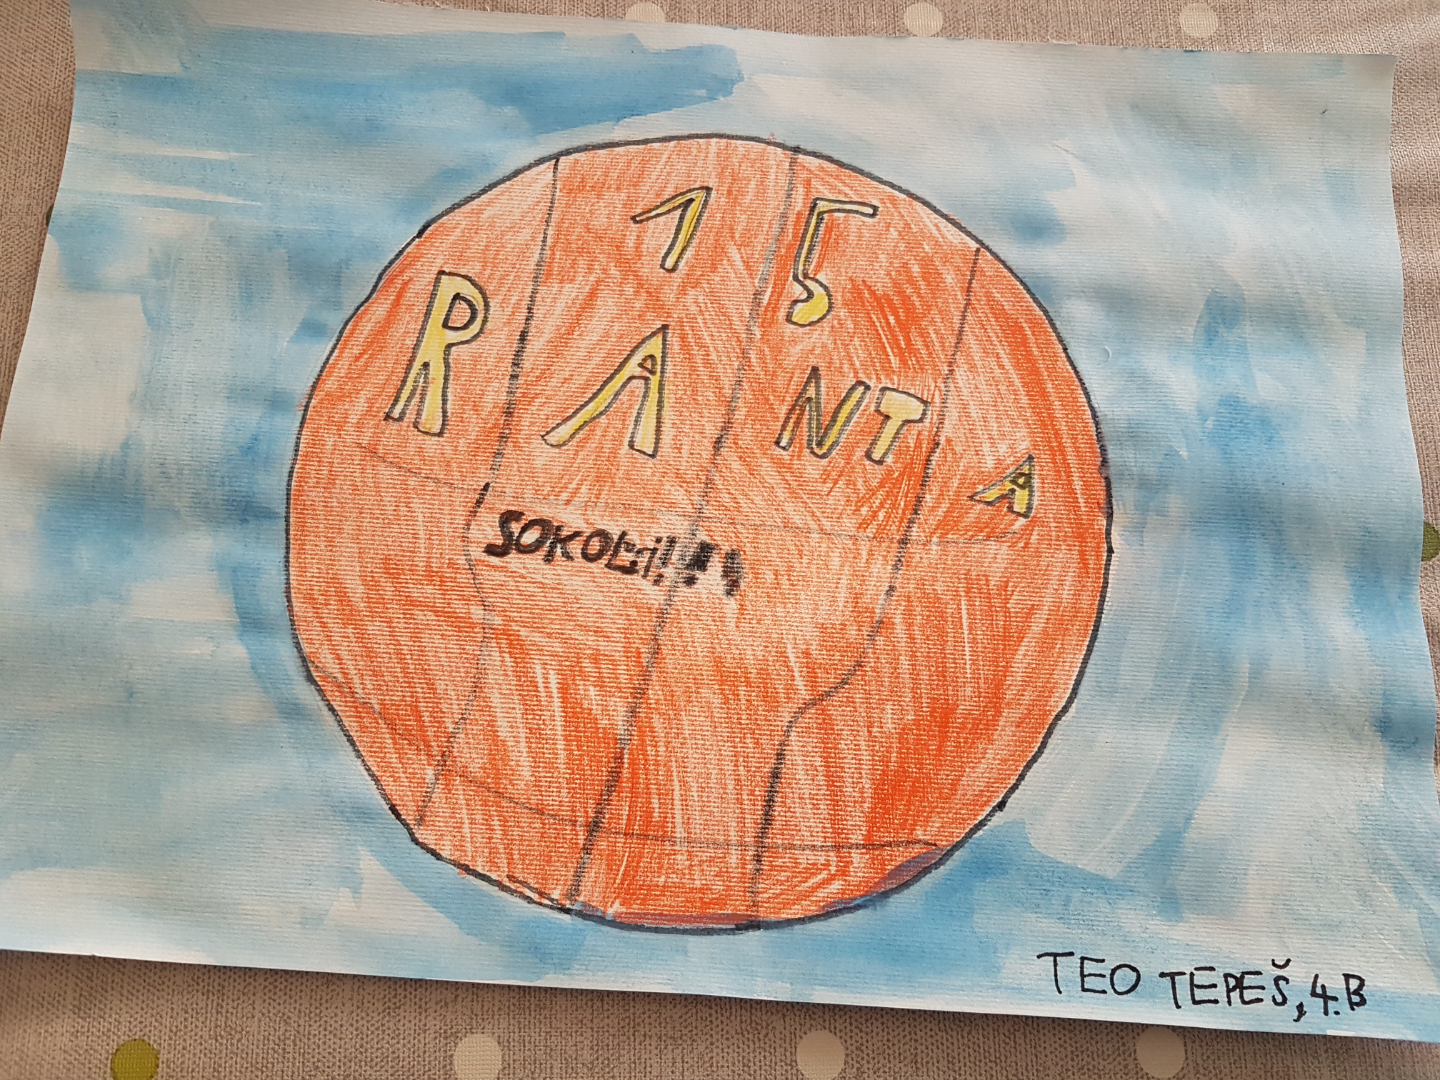 15
RANTA
SOKOLI!!!
TEO TEPEŠ, 4.B